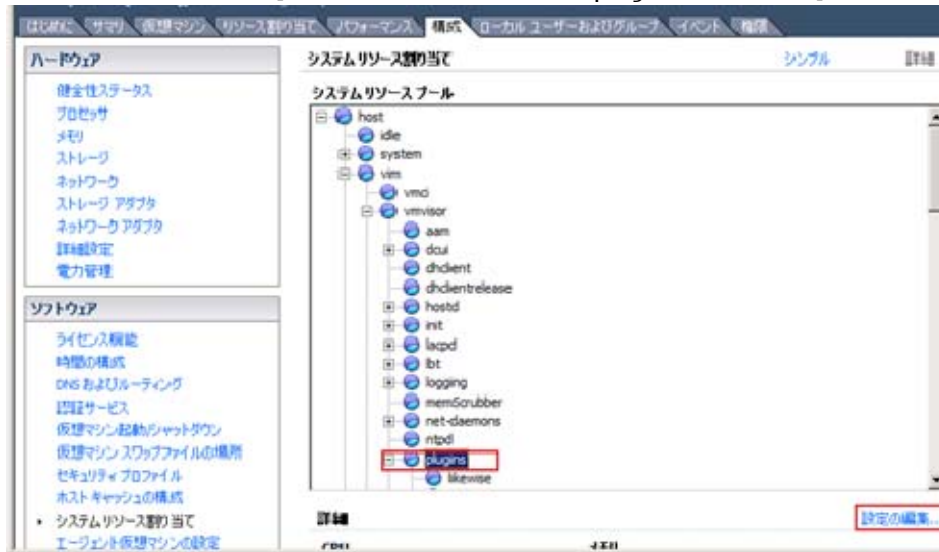 はじめに サマリ 仮想マシン リソース割り当て パフォーマンス 構成 ローカル ユーザーおよびグループ イベント 権限
ハードウェア
健全性ステータス
プロセッサ
メモリ
ストレージ
ネットワーク
ストレージ アダプタ
ネットワーク アダプタ
詳細設定
電力管理
ソフトウェア
ライセンス機能
時間の構成
DNS およびルーティング
認証サービス
仮想マシン起動/シャットダウン
仮想マシン スワップファイルの場所
セキュリティ プロファイル
ホスト キャッシュの構成
システム リソース割り当て
エージェント仮想マシンの設定
システム リソース割り当て シンプル 詳細
システム リソース プール
host
idle
system
vim
vmci
vmvisor
aam
dcui
dhclient
dhclientrelease
hostd
init
lacpd
lbt
logging
memScrubber
net-daemons
ntpd
plugins
likewise
詳細 設定の編集...
CPU メモリ